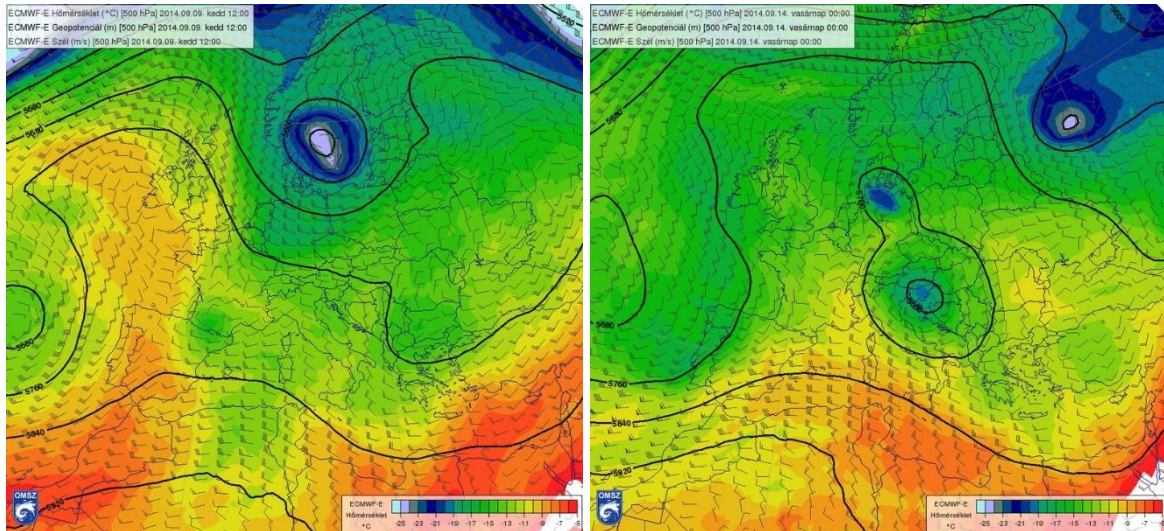 ECMWF-E Hőmérséklet (°C) [500 hPa] 2014.09.09. kedd 12:00
ECMWF-E Geopotenciál (m) [500 hPa] 2014.09.09. kedd 12:00
ECMWF-E Szél (m/s) [500 hPa] 2014.09.09. kedd 12:00
5580
5680
5760
5840
5920
OMSZ
ECMWF-E
Hőmérséklet
°C
-25 -23 -21 -19 -17 -15 -13 -11 -9 -7 -5
ECMWF-E Hőmérséklet (°C) [500 hPa] 2014.09.14. vasárnap 00:00
ECMWF-E Geopotenciál (m) [500 hPa] 2014.09.14. vasárnap 00:00
ECMWF-E Szél (m/s) [500 hPa] 2014.09.14. vasárnap 00:00
5680
5760
5840
5920
OMSZ
ECMWF-E
Hőmérséklet
°C
-25 -23 -21 -19 -17 -15 -13 -11 -9 -7 -5